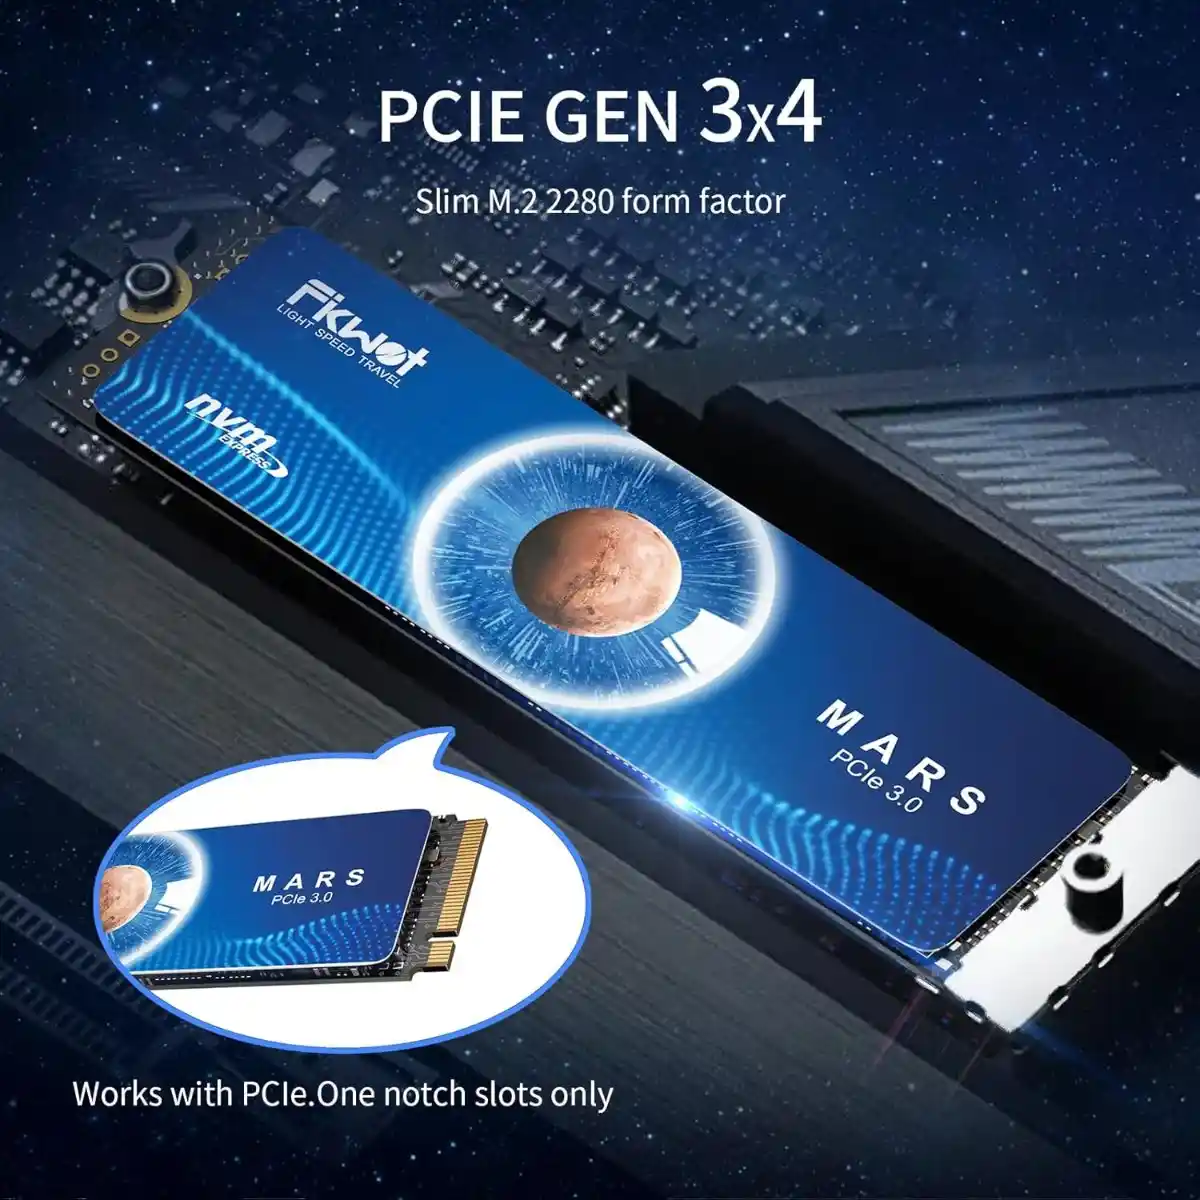 PCIE GEN 3x4
Slim M.2 2280 form factor
Fikwot
LIGHT SPEED TRAVEL
nvm
EXPRESS
MARS
PCIe 3.0
MARS
PCIe 3.0
Works with PCIe.One notch slots only